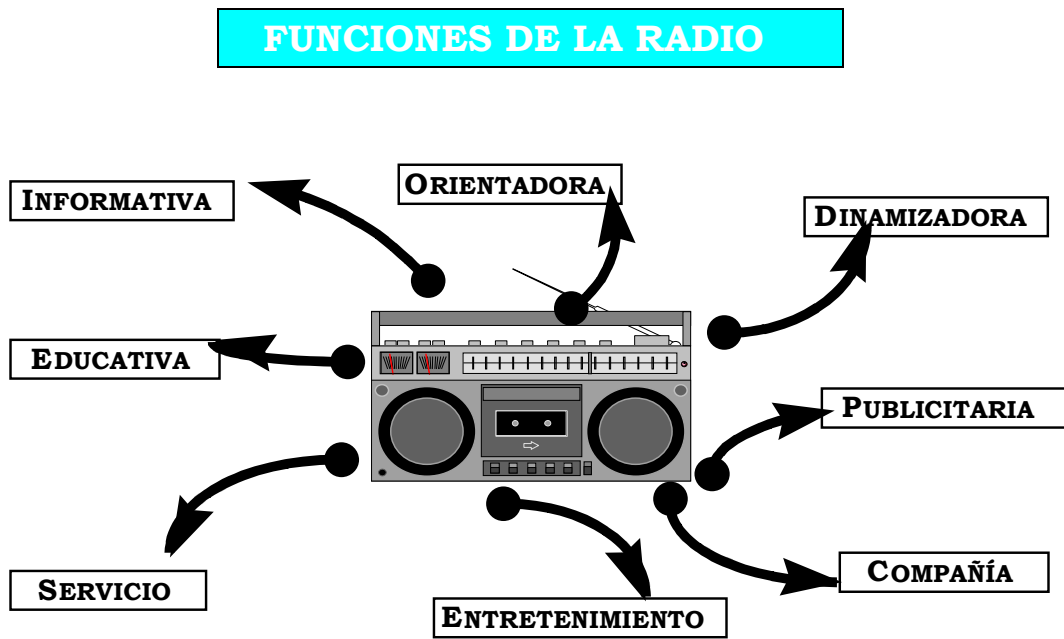 FUNCIONES DE LA RADIO
ORIENTADORA
INFORMATIVA
DINAMIZADORA
EDUCATIVA
PUBLICITARIA
SERVICIO
COMPAÑÍA
ENTRETENIMIENTO